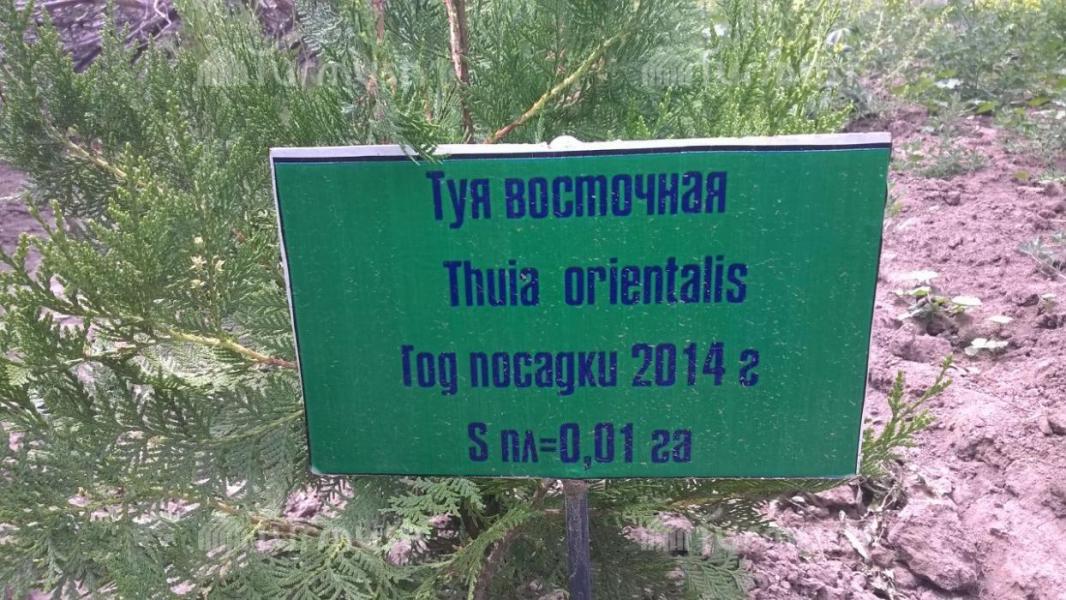 Туя восточная
Thuia orientalis
Год посадки 2014 г
S пл=0,01 га